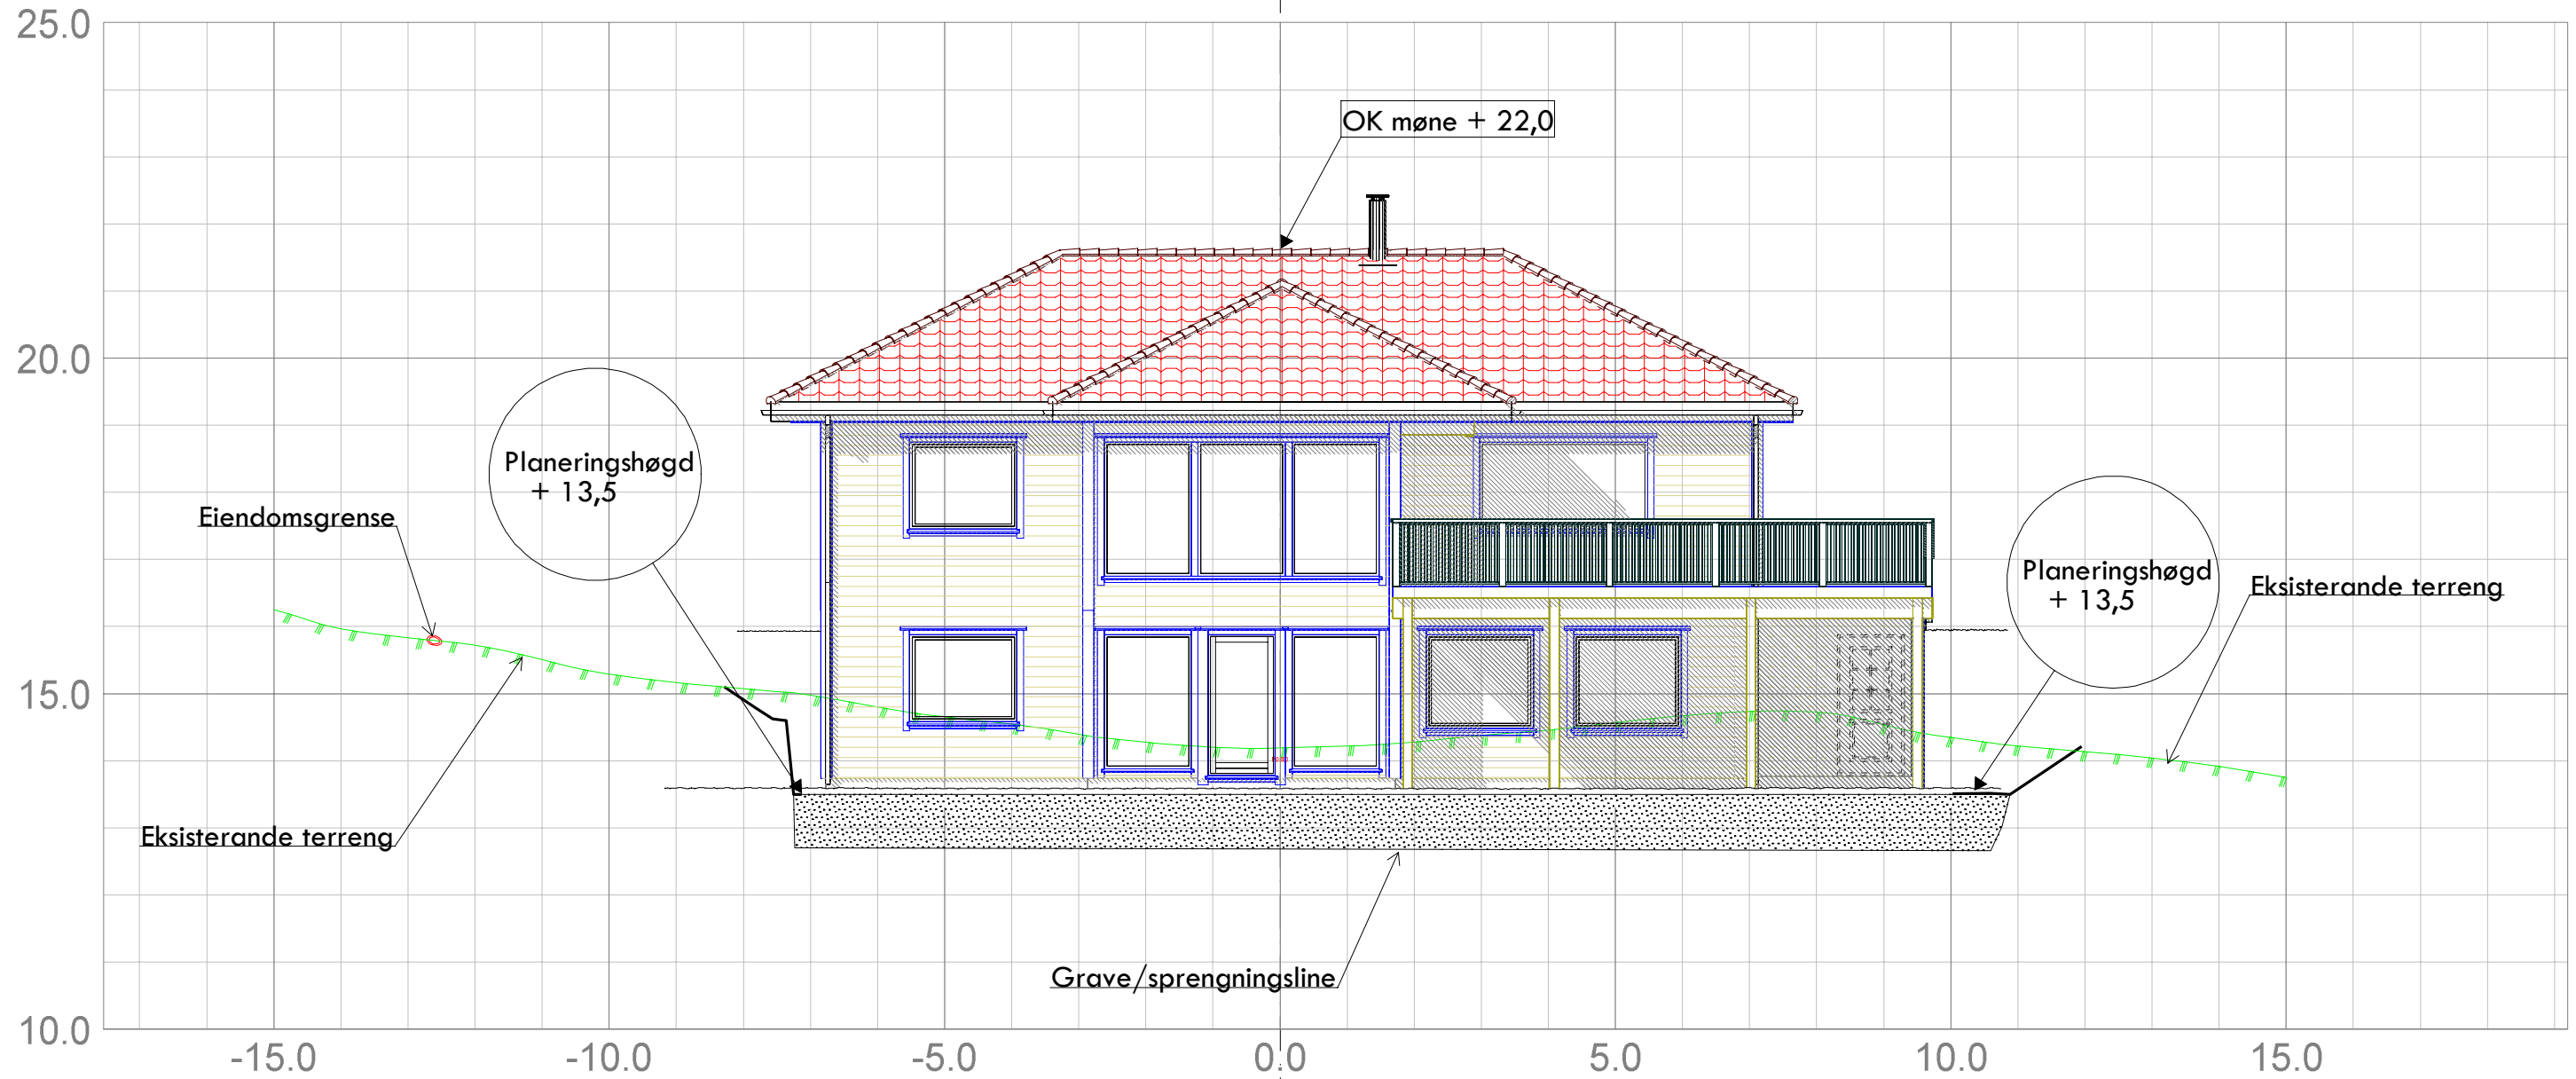 25.0
OK møne + 22,0
20.0
Planeringshøgd
+ 13,5
Eiendomsgrense
Planeringshøgd
+ 13,5
Eksisterande terreng
15.0
Eksisterande terreng
Grave/sprengningsline
10.0
-15.0
-10.0
-5.0
0.0
5.0
10.0
15.0